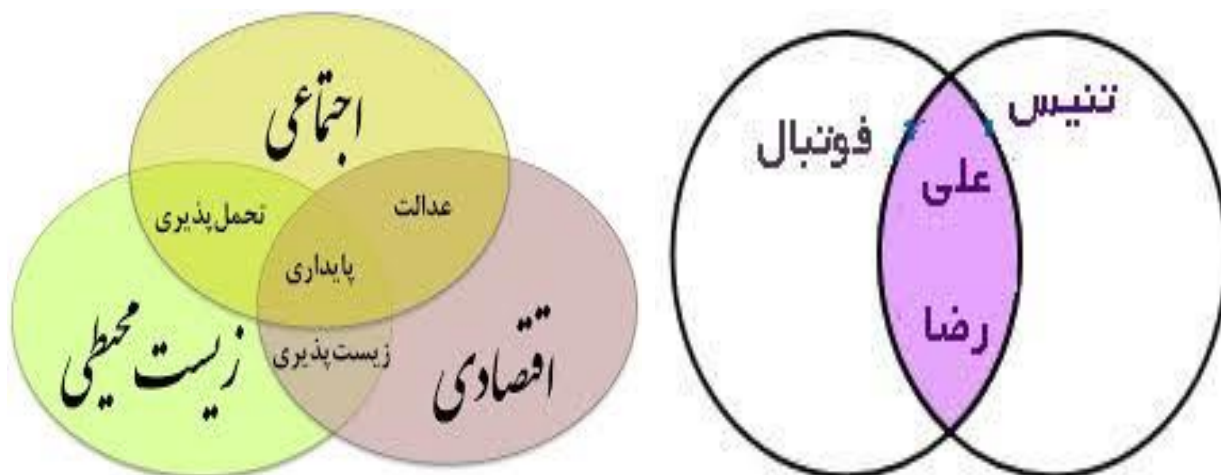 اجتماعی
تحمل‌پذیری
عدالت
پایداری
زیست محیطی
زیست‌پذیری
اقتصادی
فوتبال
تنیس
علی
رضا